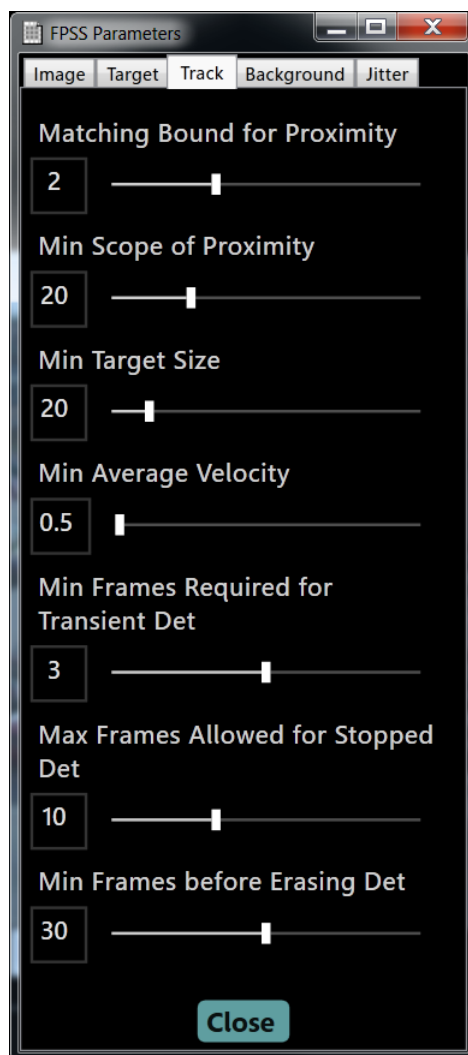 FPSS Parameters
Image Target Track Background Jitter
Matching Bound for Proximity
2
Min Scope of Proximity
20
Min Target Size
20
Min Average Velocity
0.5
Min Frames Required for
Transient Det
3
Max Frames Allowed for Stopped
Det
10
Min Frames before Erasing Det
30
Close